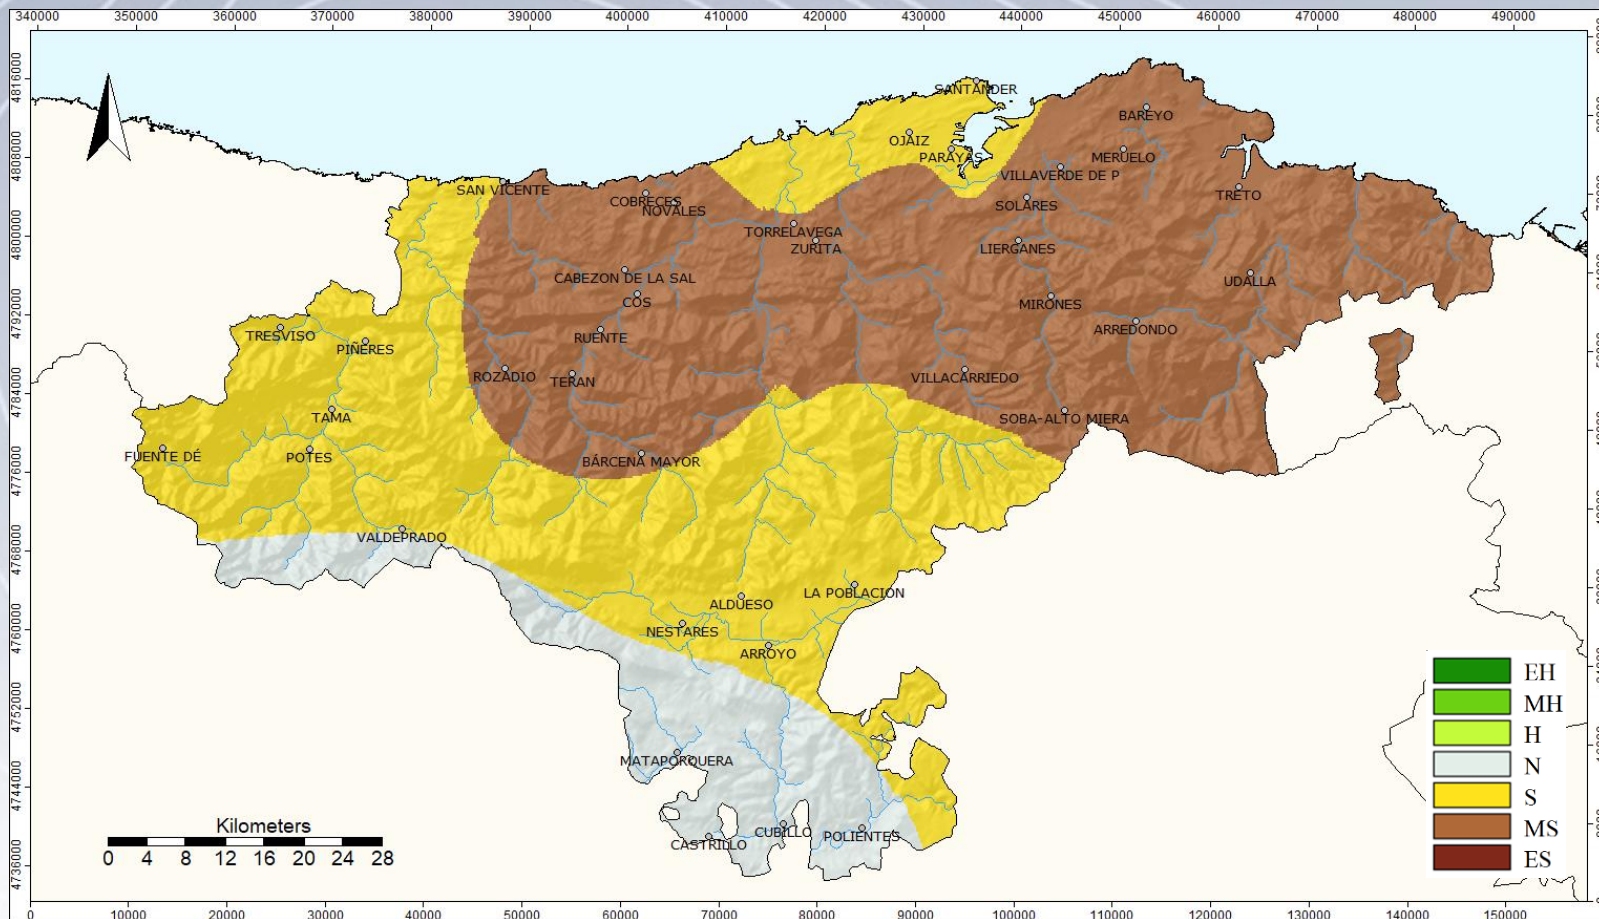 340000 350000 360000 370000 380000 390000 400000 410000 420000 430000 440000 450000 460000 470000 480000 490000
4816000
4808000
4800000
4792000
4784000
4776000
4768000
4760000
4752000
4744000
4736000
SANTANDER
BAREYO
OJÁIZ
PARAYAS
MERUELO
VILLAVERDE DE P
SAN VICENTE
TRETO
COBRECES
NOVALES
SOLARES
TORRELAVEGA
ZURITA
LIERGANES
CABEZON DE LA SAL
UDALLA
COS
MIRONES
ARREDONDO
TRESVISO
RUENTE
PIÑERES
ROZADIO
TERAN
VILLACARRIEDO
TAMA
SOBA-ALTO MIERA
FUENTE DÉ
POTES
BÁRCENA MAYOR
VALDEPRADO
LA POBLACION
ALDUESO
NESTARES
ARROYO
MATAPORQUERA
CUBILLO
POLIENTES
CASTRILLO
EH
MH
H
N
S
MS
ES
Kilometers
0 4 8 12 16 20 24 28
10000 20000 30000 40000 50000 60000 70000 80000 90000 100000 110000 120000 130000 140000 150000